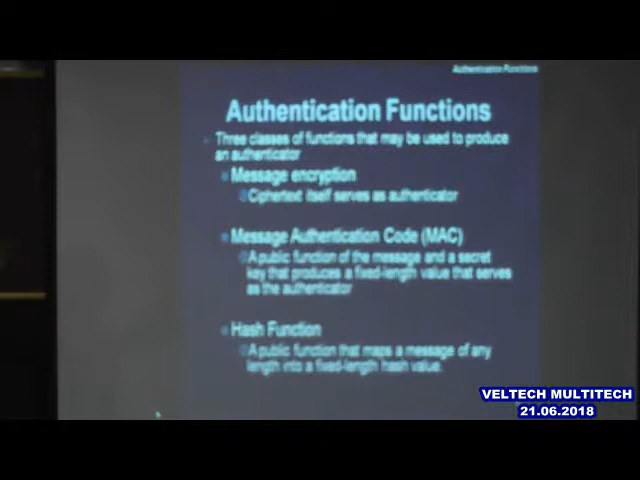 Authentication Functions
Authentication Functions
Three classes of functions that may be used to produce
an authenticator
Message encryption
Ciphertext itself serves as authenticator
Message Authentication Code (MAC)
A public function of the message and a secret
key that produces a fixed-length value that serves
as the authenticator
Hash Function
A public function that maps a message of any
length into a fixed-length hash value.
VELTECH MULTITECH
21.06.2018